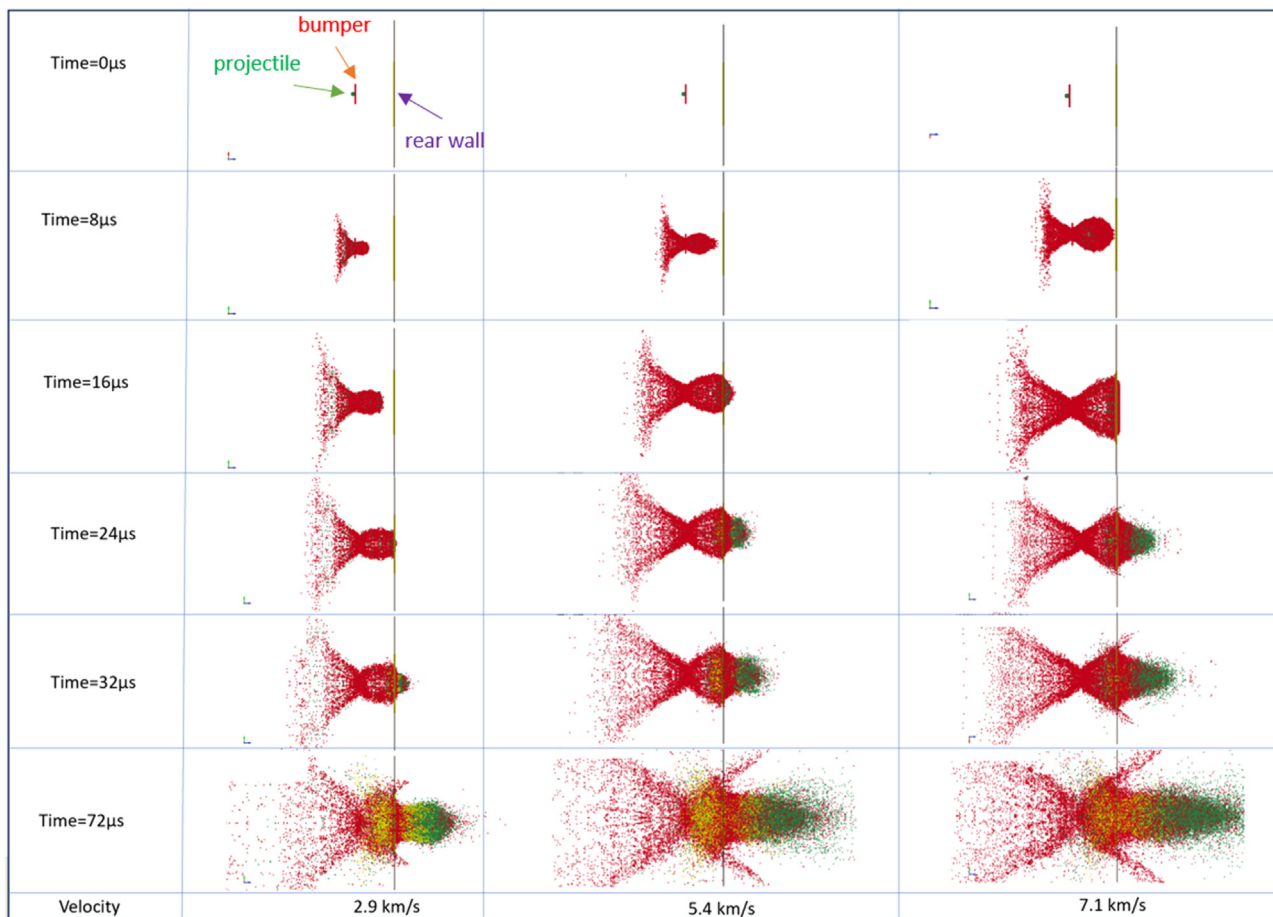 bumper
Time=0µs
projectile
rear wall
Time=8µs
Time=16µs
Time=24µs
Time=32µs
Time=72µs
Velocity 2.9 km/s 5.4 km/s 7.1 km/s